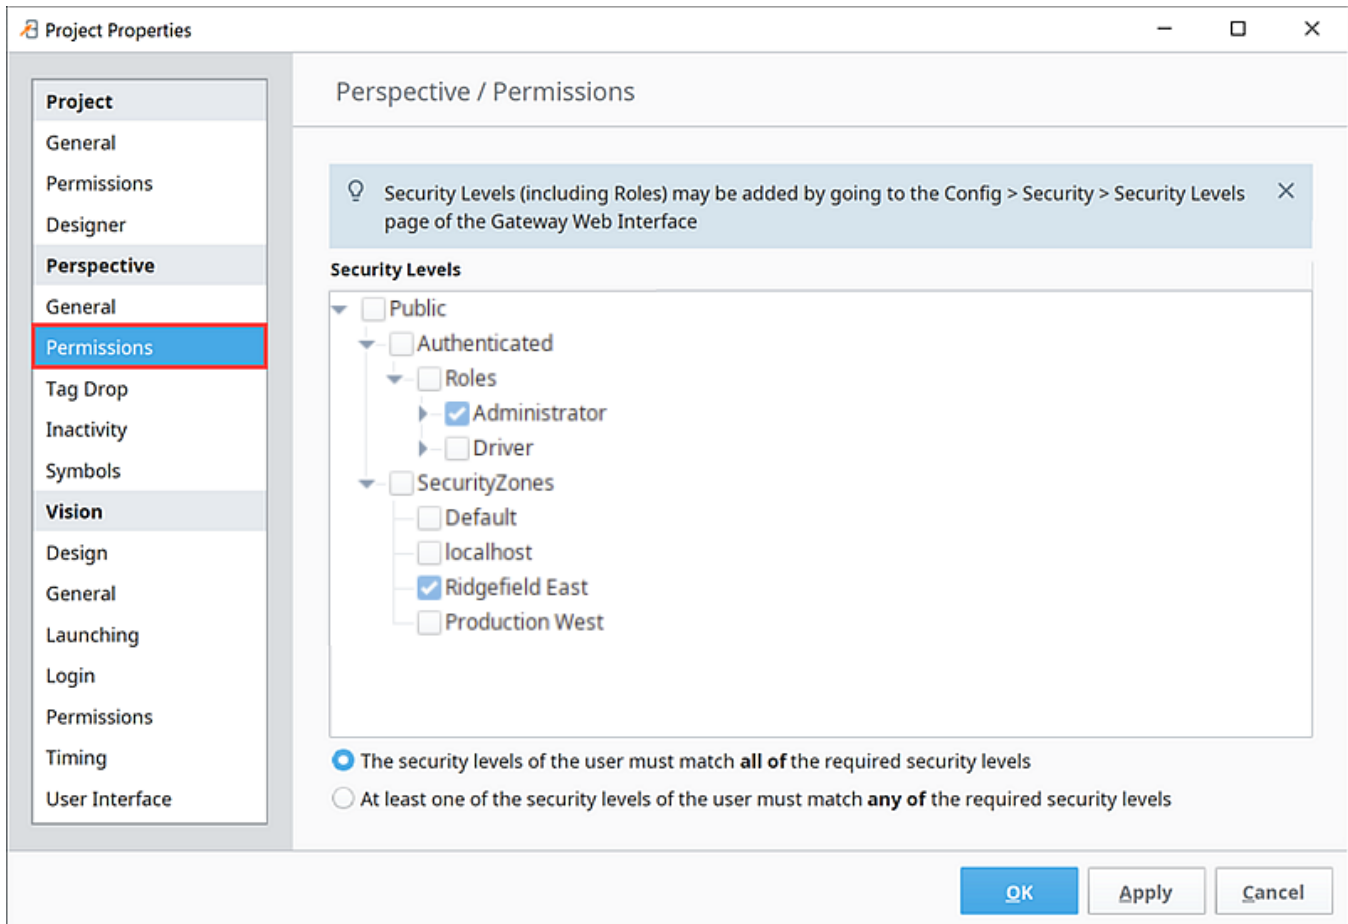 Project Properties
Project
General
Permissions
Designer
Perspective
General
Permissions
Tag Drop
Inactivity
Symbols
Vision
Design
General
Launching
Login
Permissions
Timing
User Interface
Perspective / Permissions
Security Levels (including Roles) may be added by going to the Config > Security > Security Levels
page of the Gateway Web Interface
Security Levels
Public
Authenticated
Roles
Administrator
Driver
SecurityZones
Default
localhost
Ridgefield East
Production West
The security levels of the user must match all of the required security levels
At least one of the security levels of the user must match any of the required security levels
OK
Apply
Cancel